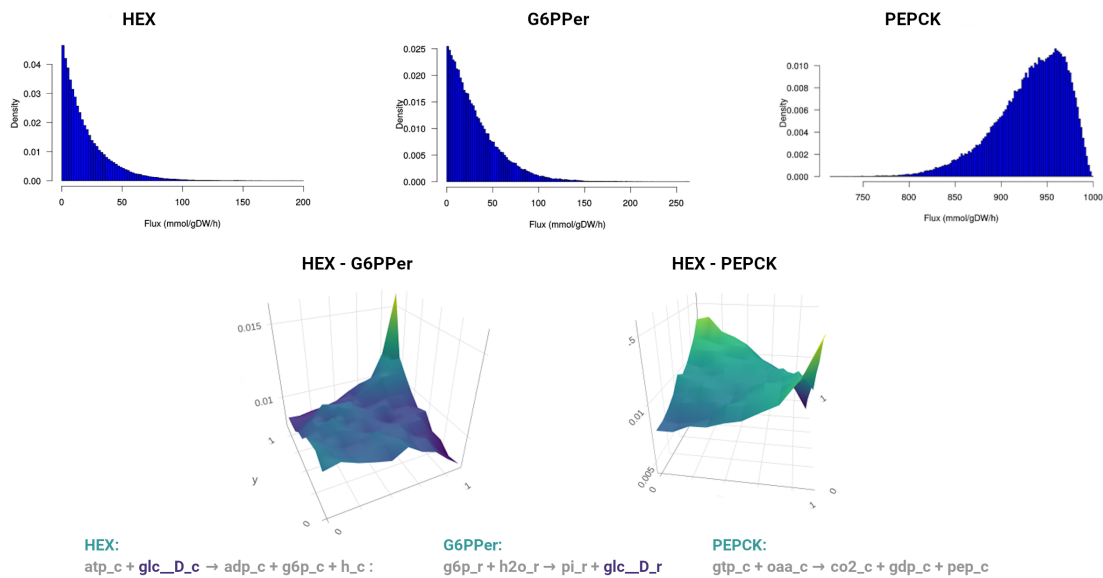 HEX
G6PPer
PEPCK
Density
0.04
0.03
0.02
0.01
0.00
0 50 100 150 200
Flux (mmol/gDW/h)
Density
0.025
0.020
0.015
0.010
0.005
0.000
0 50 100 150 200 250
Flux (mmol/gDW/h)
Density
0.010
0.008
0.006
0.004
0.002
0.000
750 800 850 900 950 1000
Flux (mmol/gDW/h)
HEX - G6PPer
HEX - PEPCK
0.015
0.01
1
y
0
0
1
.5
0.01
0.005
0
1
1
0
HEX:
atp_c + glc__D_c → adp_c + g6p_c + h_c :
G6PPer:
g6p_r + h2o_r → pi_r + glc__D_r
PEPCK:
gtp_c + oaa_c → co2_c + gdp_c + pep_c